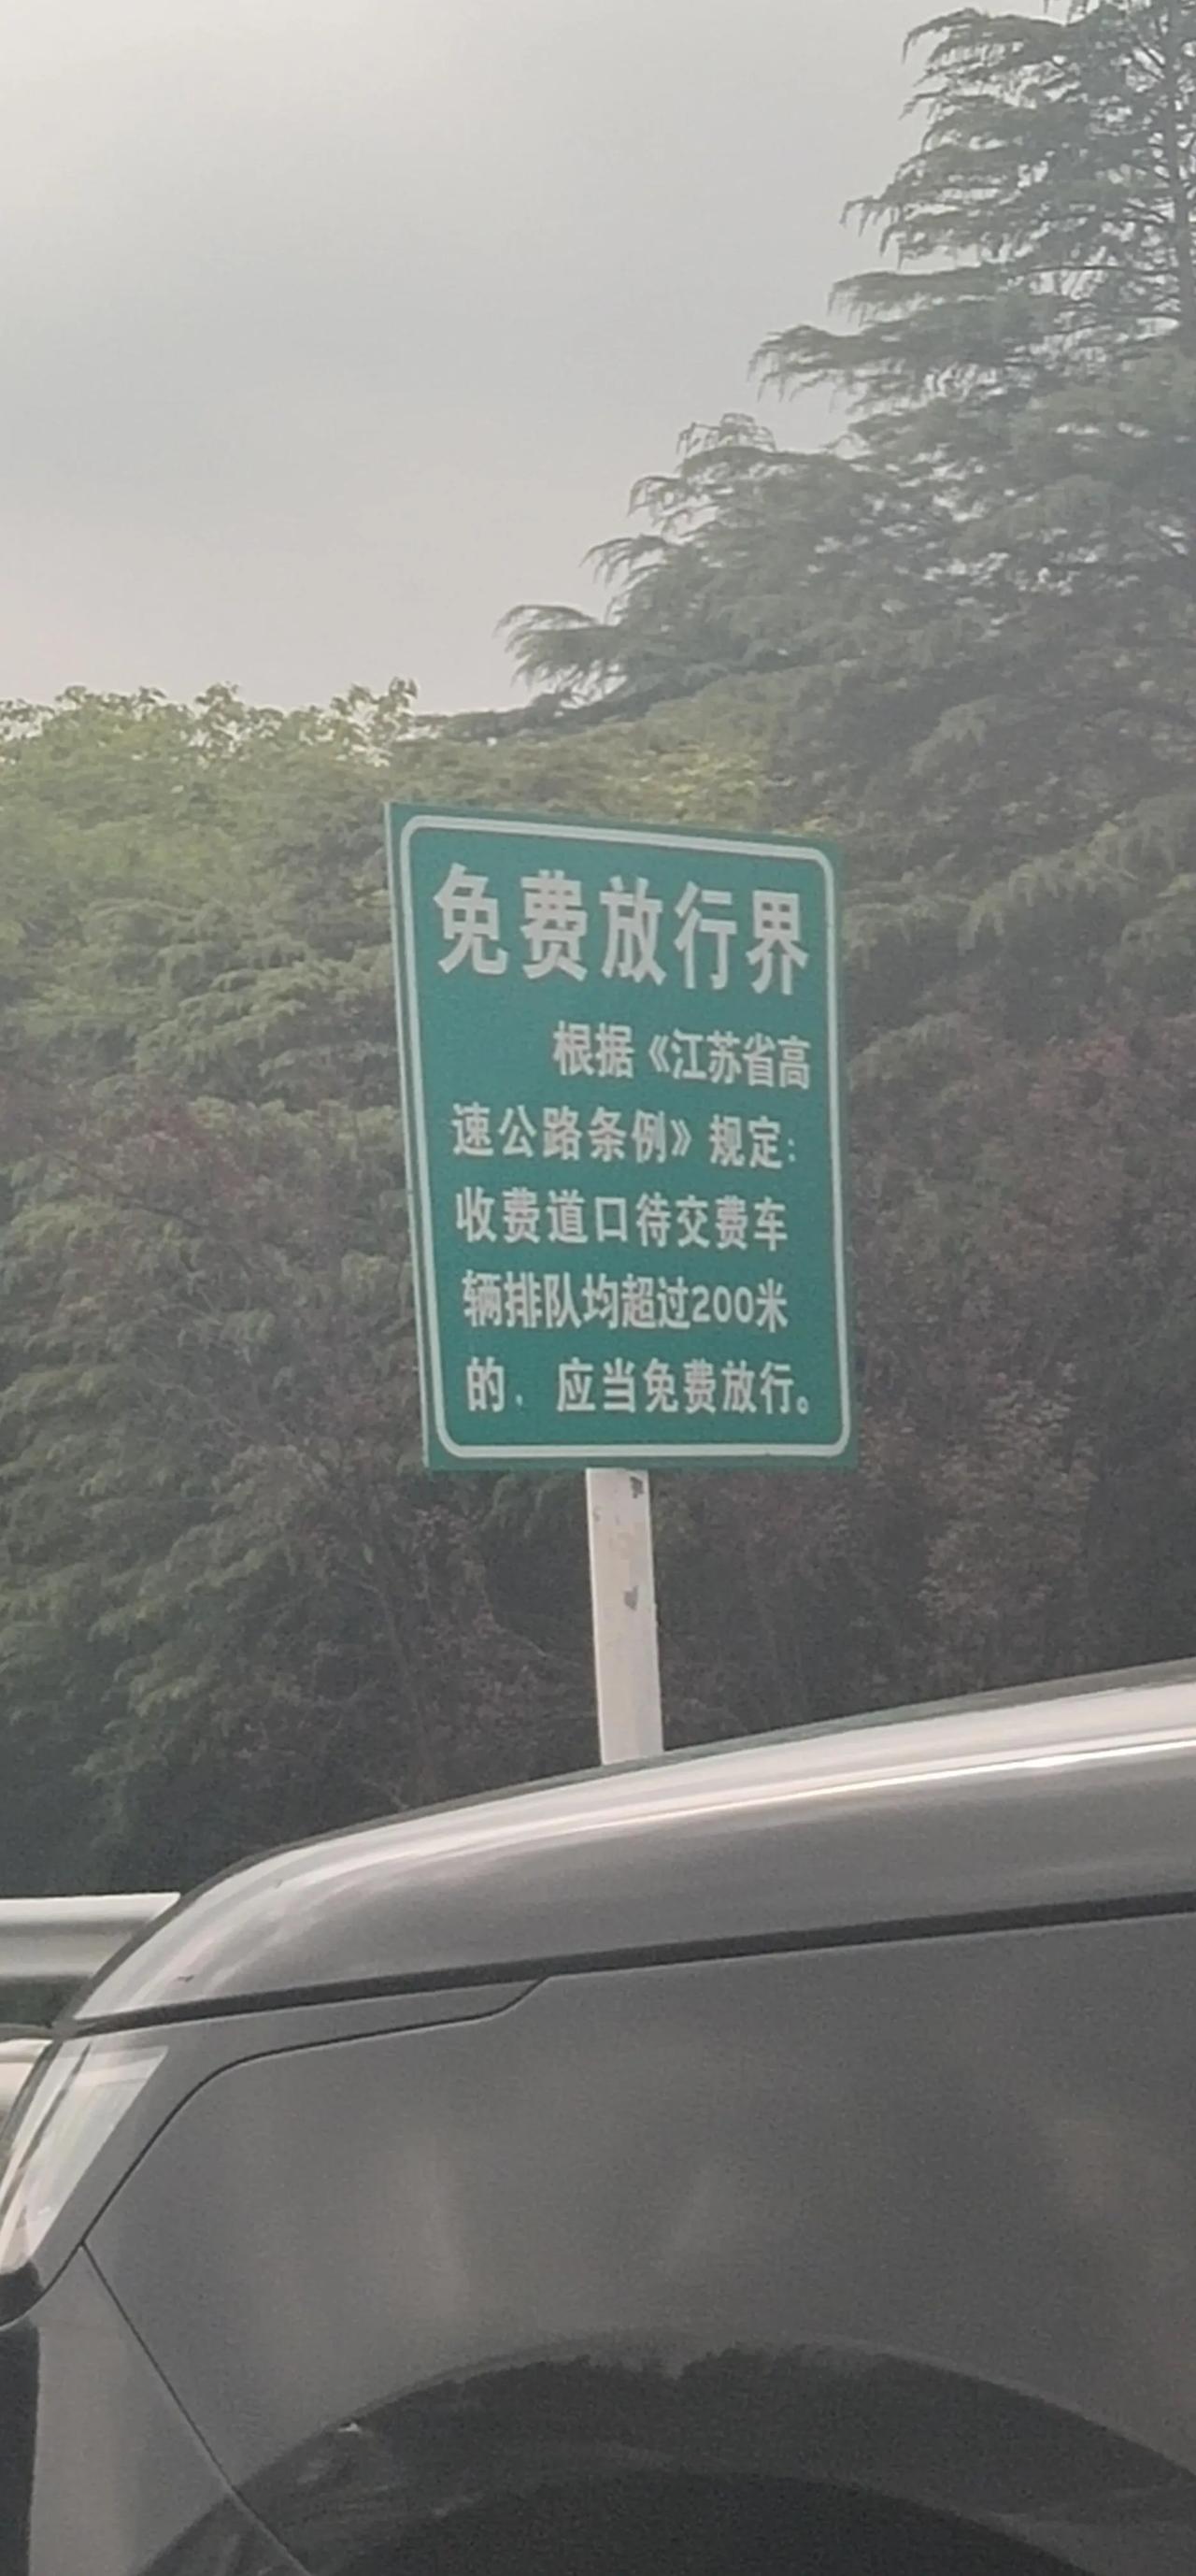 免费放行界
根据《江苏省高
速公路条例》规定:
收费道口待交费车
辆排队均超过200米
的，应当免费放行。